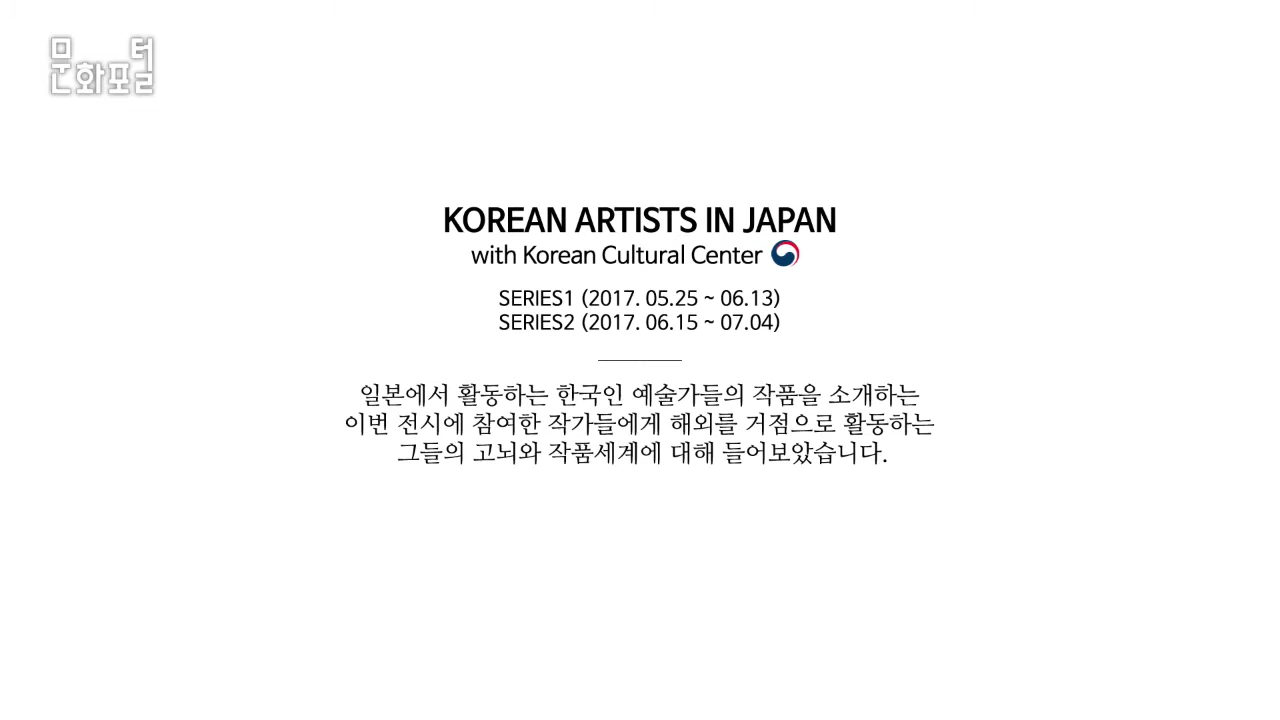 문화포털
KOREAN ARTISTS IN JAPAN
with Korean Cultural Center
SERIES1 (2017. 05.25 ~ 06.13)
SERIES2 (2017. 06.15 ~ 07.04)
일본에서 활동하는 한국인 예술가들의 작품을 소개하는
이번 전시에 참여한 작가들에게 해외를 거점으로 활동하는
그들의 고뇌와 작품세계에 대해 들어보았습니다.